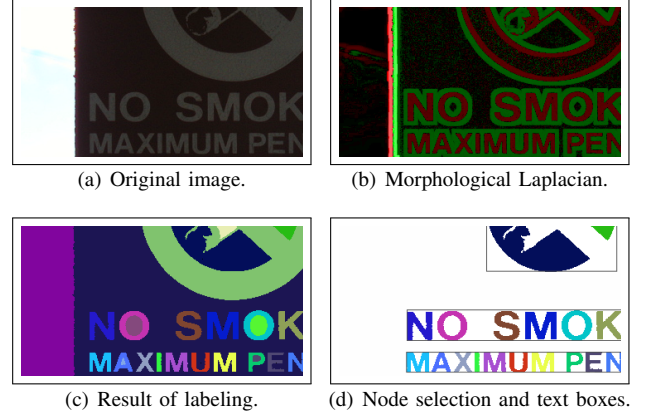 NO SMOK
MAXIMUM PEN
NO SMOK
MAXIMUM PEN
(a) Original image.
(b) Morphological Laplacian.
NO SMOK
MAXIMUM PEN
NO SMOK
MAXIMUM PEN
(c) Result of labeling.
(d) Node selection and text boxes.